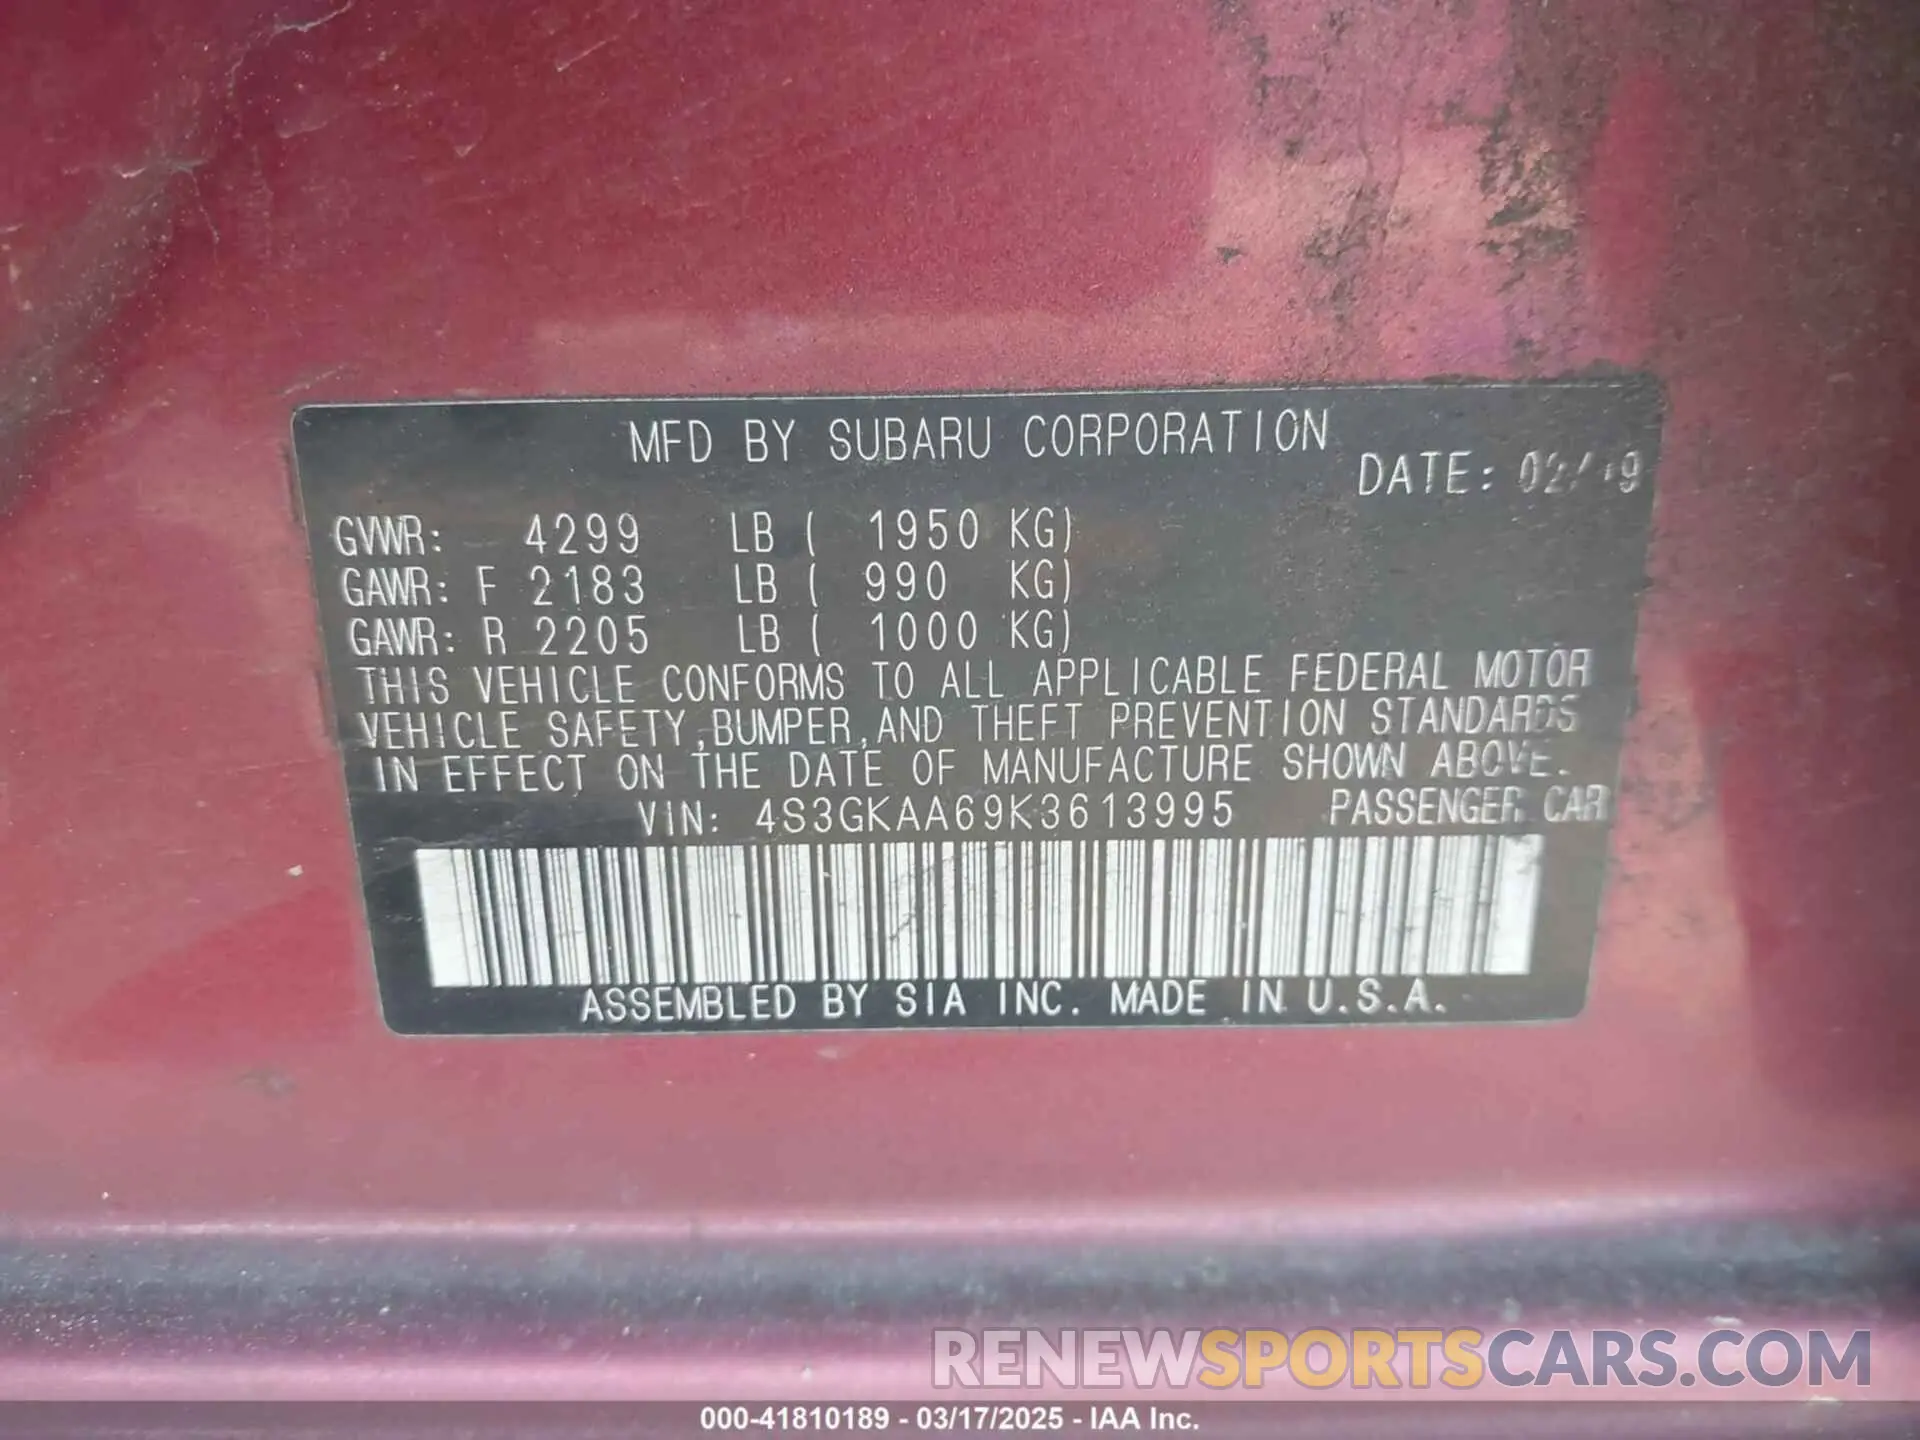 MFD BY SUBARU CORPORATION
DATE: 02/19
GVWR: 4299 LB ( 1950 KG)
GAWR: F 2183 LB ( 990 KG)
GAWR: R 2205 LB ( 1000 KG)
THIS VEHICLE CONFORMS TO ALL APPLICABLE FEDERAL MOTOR
VEHICLE SAFETY,BUMPER,AND THEFT PREVENTION STANDARDS
IN EFFECT ON THE DATE OF MANUFACTURE SHOWN ABOVE.
VIN: 4S3GKAA69K3613995 PASSENGER CAR
ASSEMBLED BY SIA INC. MADE IN U.S.A.
RENEWSPORTSCARS.COM
000-41810189 - 03/17/2025 - IAA Inc.